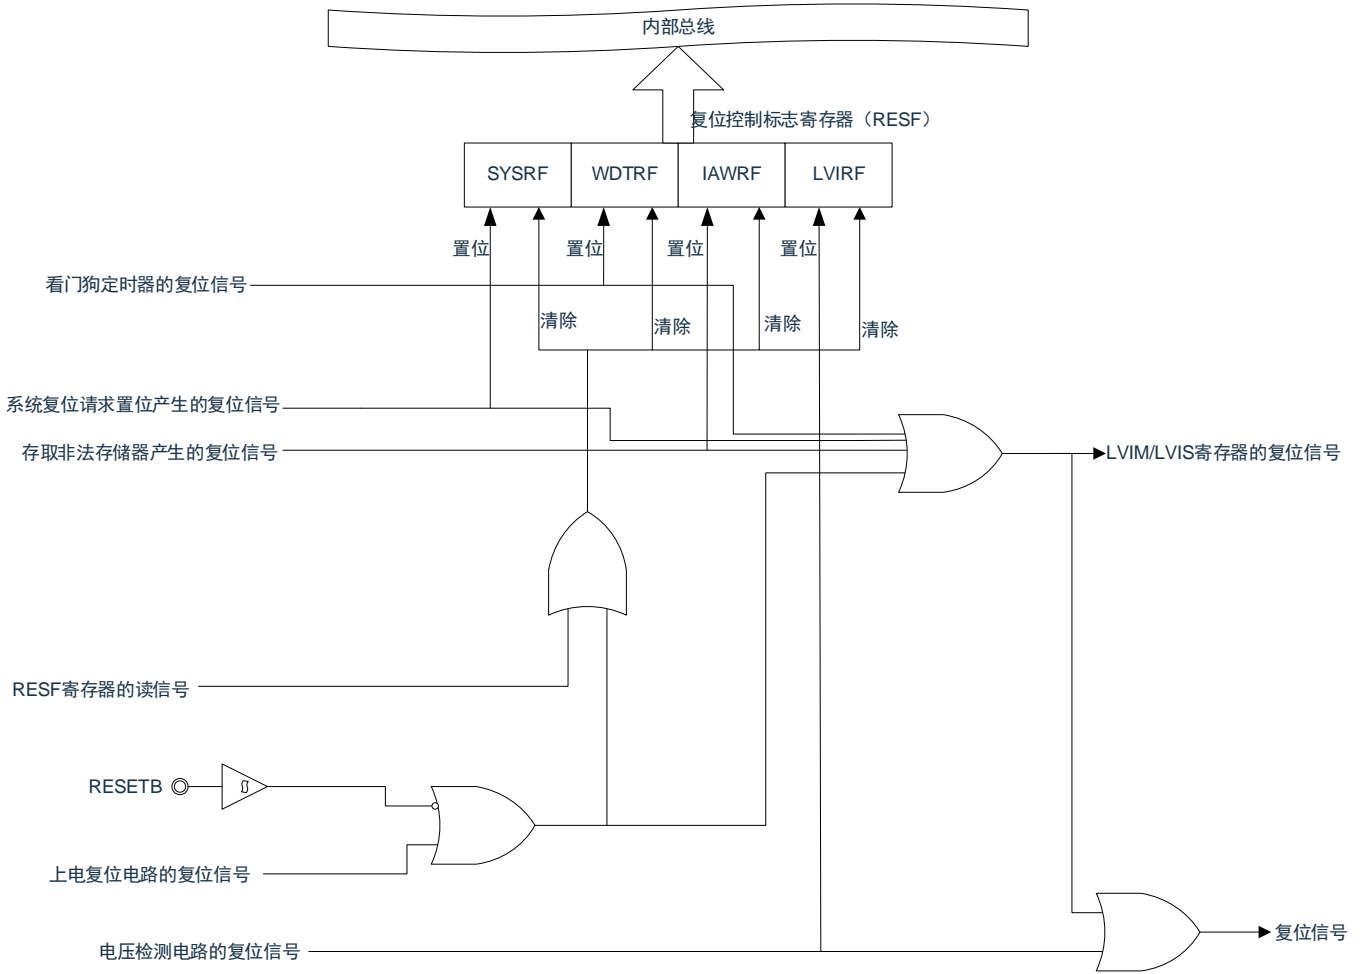 内部总线
复位控制标志寄存器（RESF）
SYSRF
WDTRF
IAWRF
LVIRF
置位
置位
置位
置位
看门狗定时器的复位信号
清除
清除
清除
清除
系统复位请求置位产生的复位信号
存取非法存储器产生的复位信号
LVIM/LVIS寄存器的复位信号
RESF寄存器的读信号
RESETB
上电复位电路的复位信号
复位信号
电压检测电路的复位信号